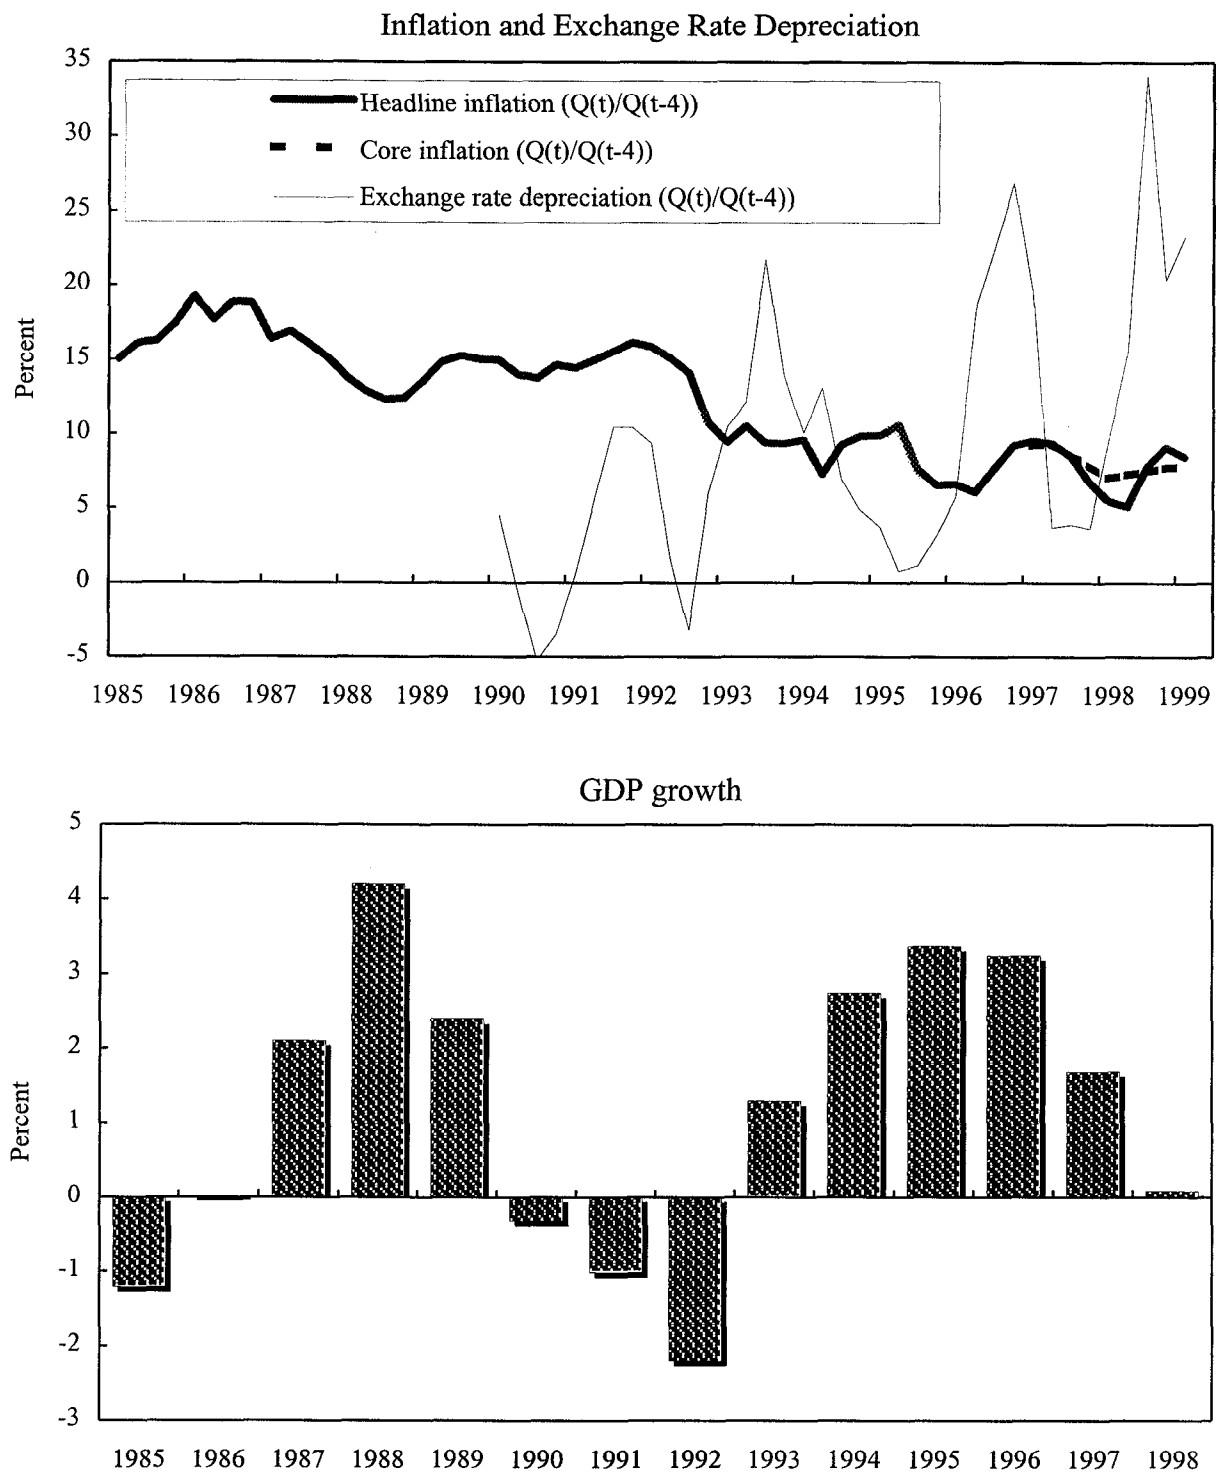 Inflation and Exchange Rate Depreciation
35
Headline inflation (Q(t)/Q(t-4))
30
Core inflation (Q(t)/Q(t-4))
Exchange rate depreciation (Q(t)/Q(t-4))
25
20
Percent
15
10
5
0
-5
1985 1986 1987 1988 1989 1990 1991 1992 1993 1994 1995 1996 1997 1998 1999
GDP growth
5
4
3
2
Percent
1
0
-1
-2
-3
1985 1986 1987 1988 1989 1990 1991 1992 1993 1994 1995 1996 1997 1998